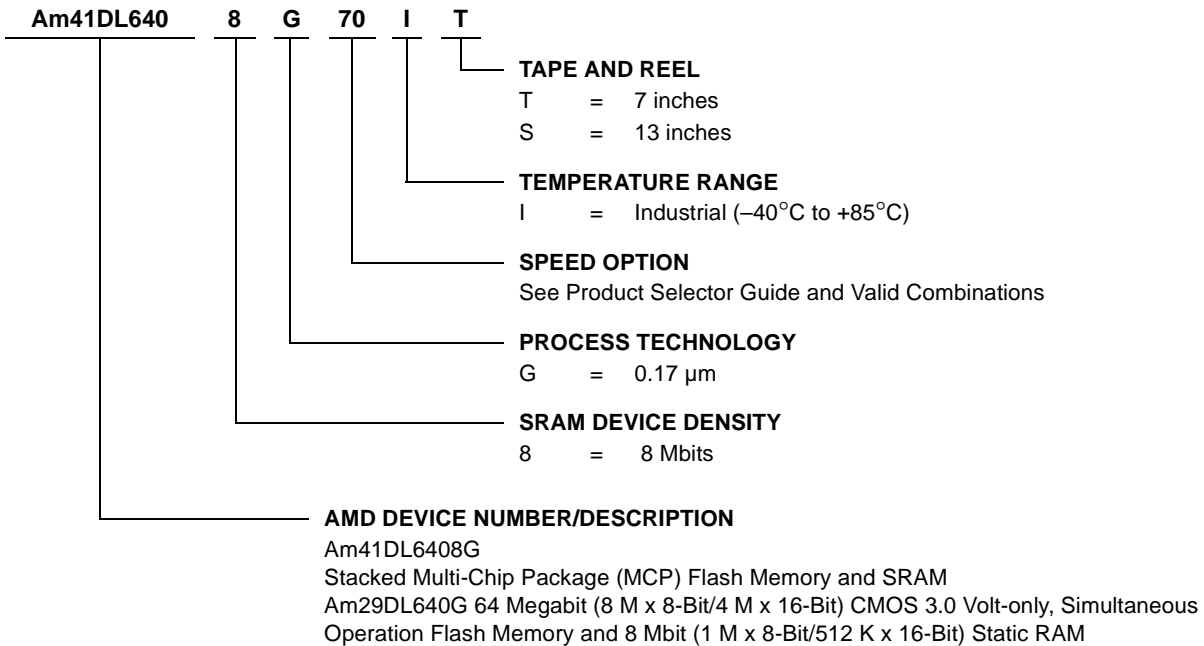 Am41DL640 8 G 70 I T
TAPE AND REEL
T = 7 inches
S = 13 inches
TEMPERATURE RANGE
I = Industrial (–40°C to +85°C)
SPEED OPTION
See Product Selector Guide and Valid Combinations
PROCESS TECHNOLOGY
G = 0.17 µm
SRAM DEVICE DENSITY
8 = 8 Mbits
AMD DEVICE NUMBER/DESCRIPTION
Am41DL6408G
Stacked Multi-Chip Package (MCP) Flash Memory and SRAM
Am29DL640G 64 Megabit (8 M x 8-Bit/4 M x 16-Bit) CMOS 3.0 Volt-only, Simultaneous
Operation Flash Memory and 8 Mbit (1 M x 8-Bit/512 K x 16-Bit) Static RAM